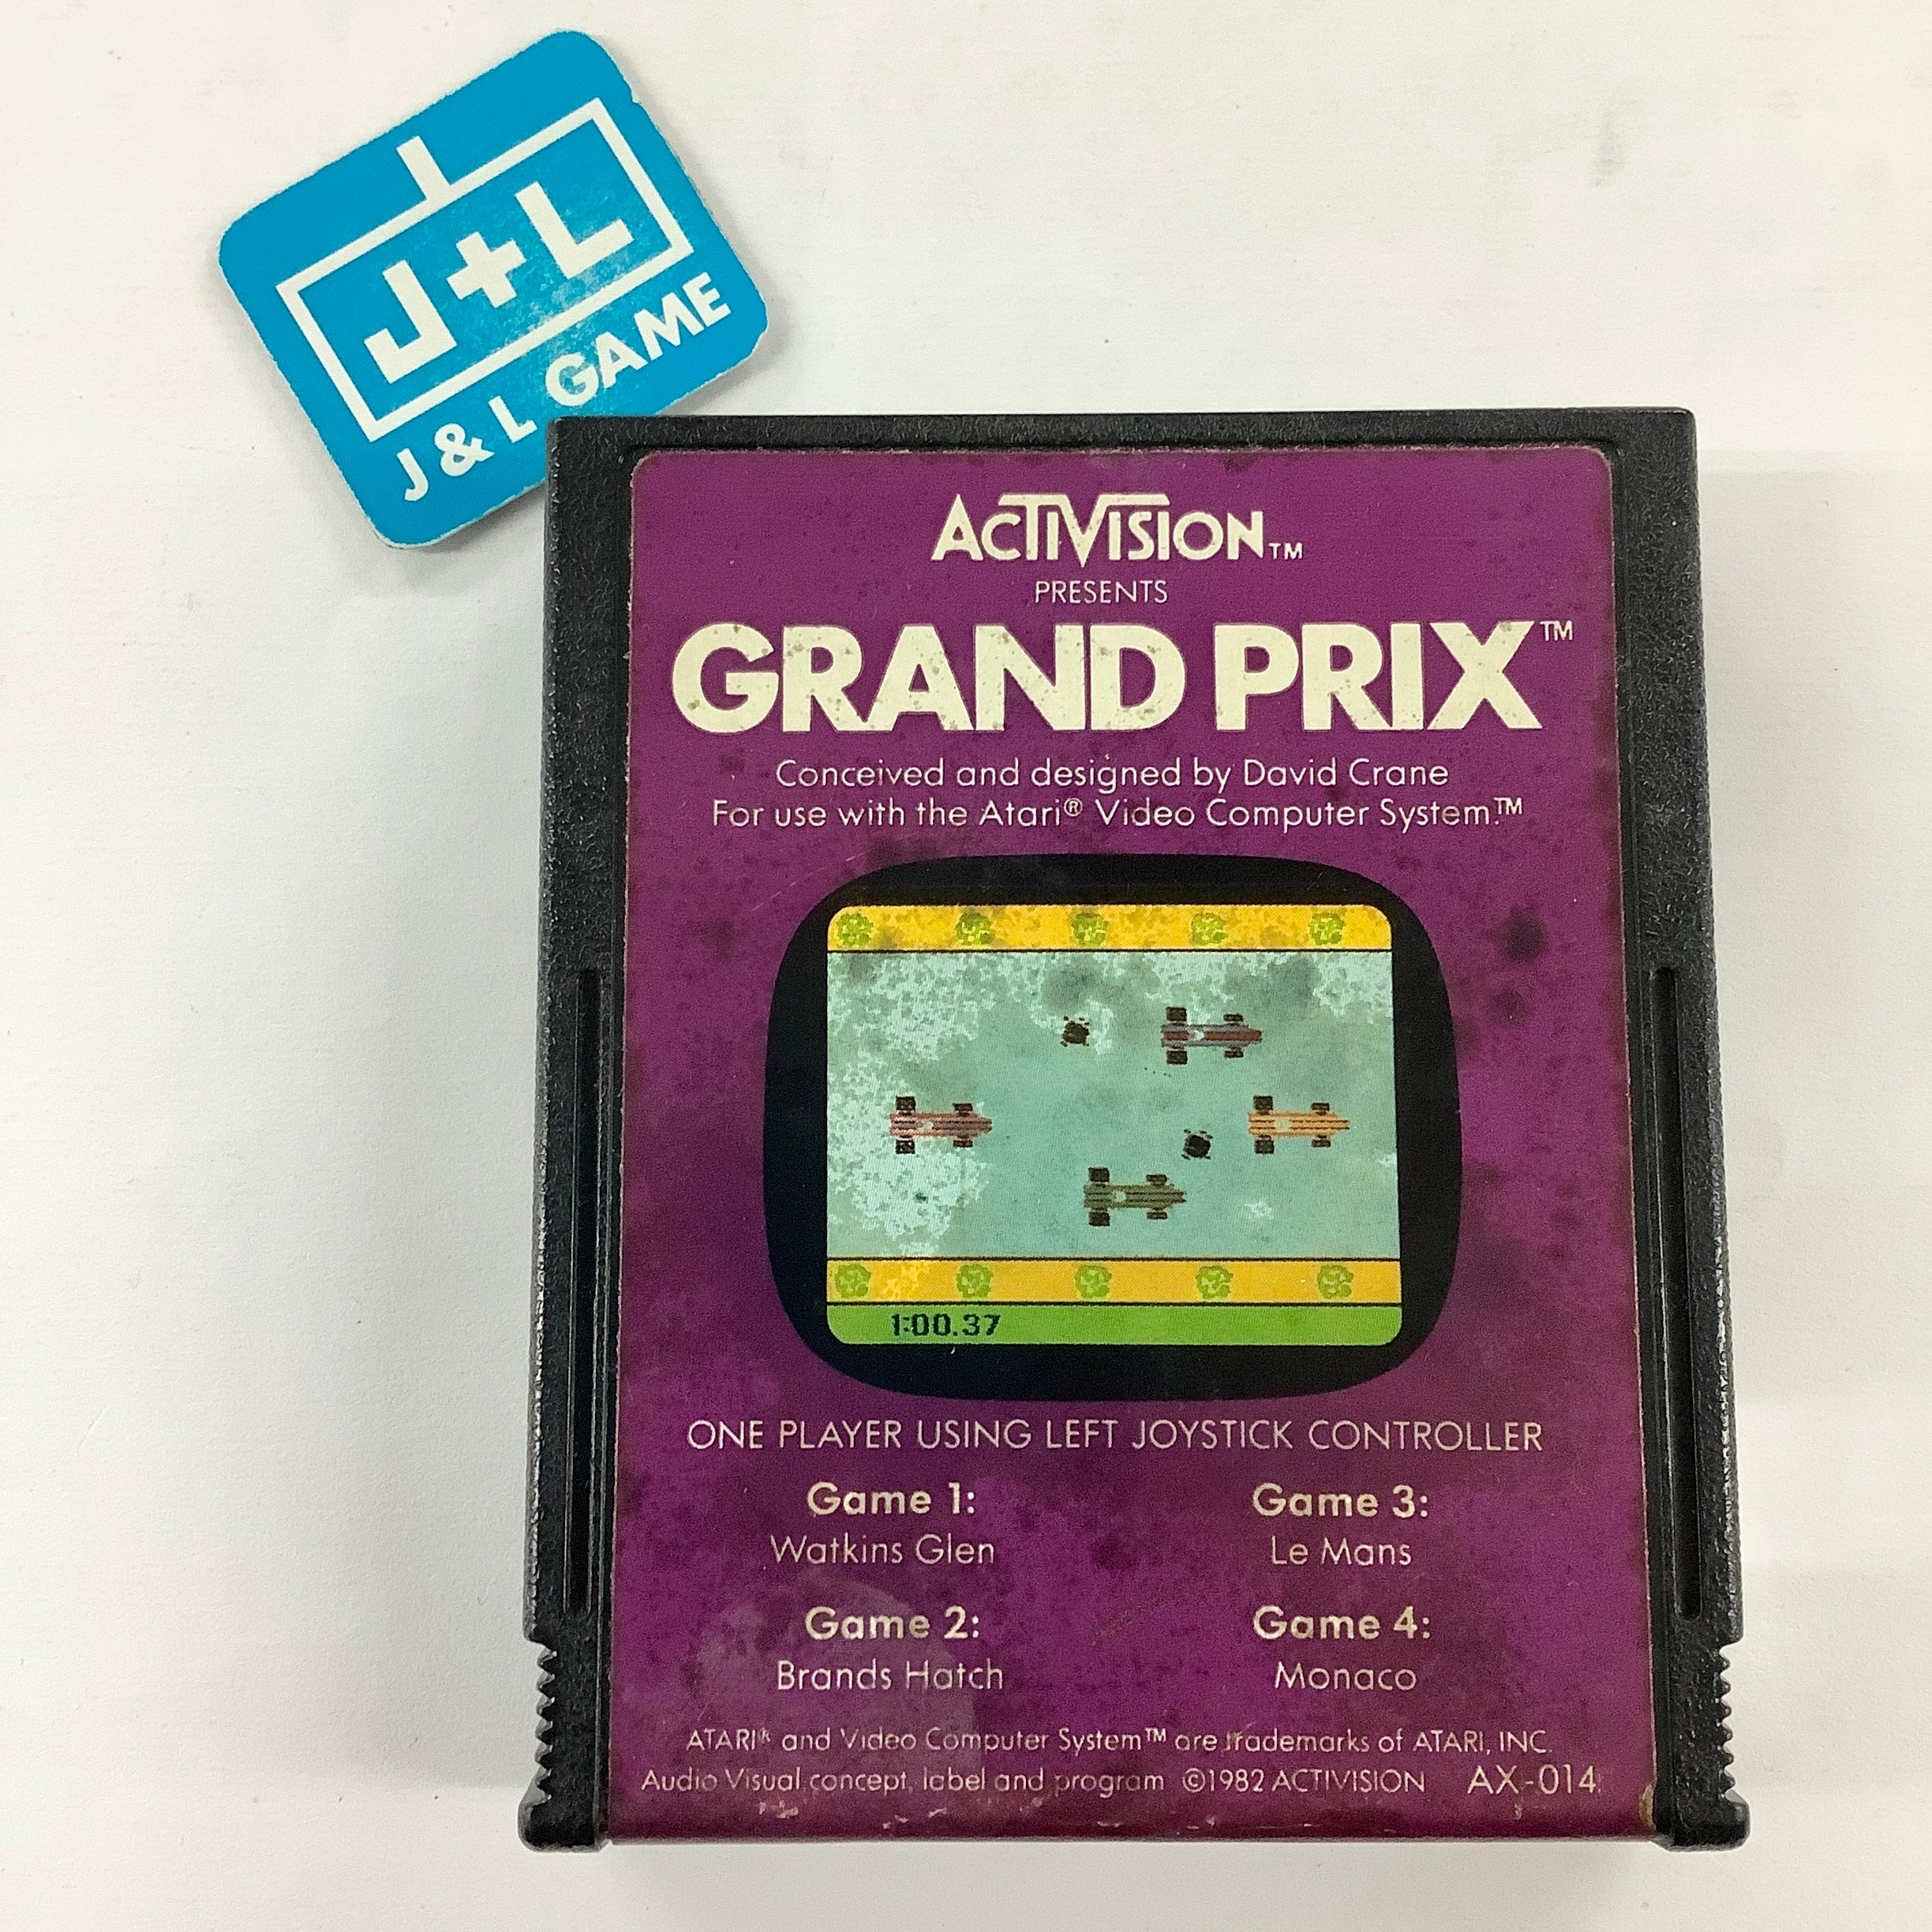 J+L
J & L GAME
ACTIVISION™
PRESENTS
GRAND PRIX™
Conceived and designed by David Crane
For use with the Atari® Video Computer System.™
1:00.37
ONE PLAYER USING LEFT JOYSTICK CONTROLLER
Game 1:
Watkins Glen
Game 2:
Brands Hatch
Game 3:
Le Mans
Game 4:
Monaco
ATARI® and Video Computer System™ are trademarks of ATARI, INC.
Audio Visual concept, label and program ©1982 ACTIVISION AX-014